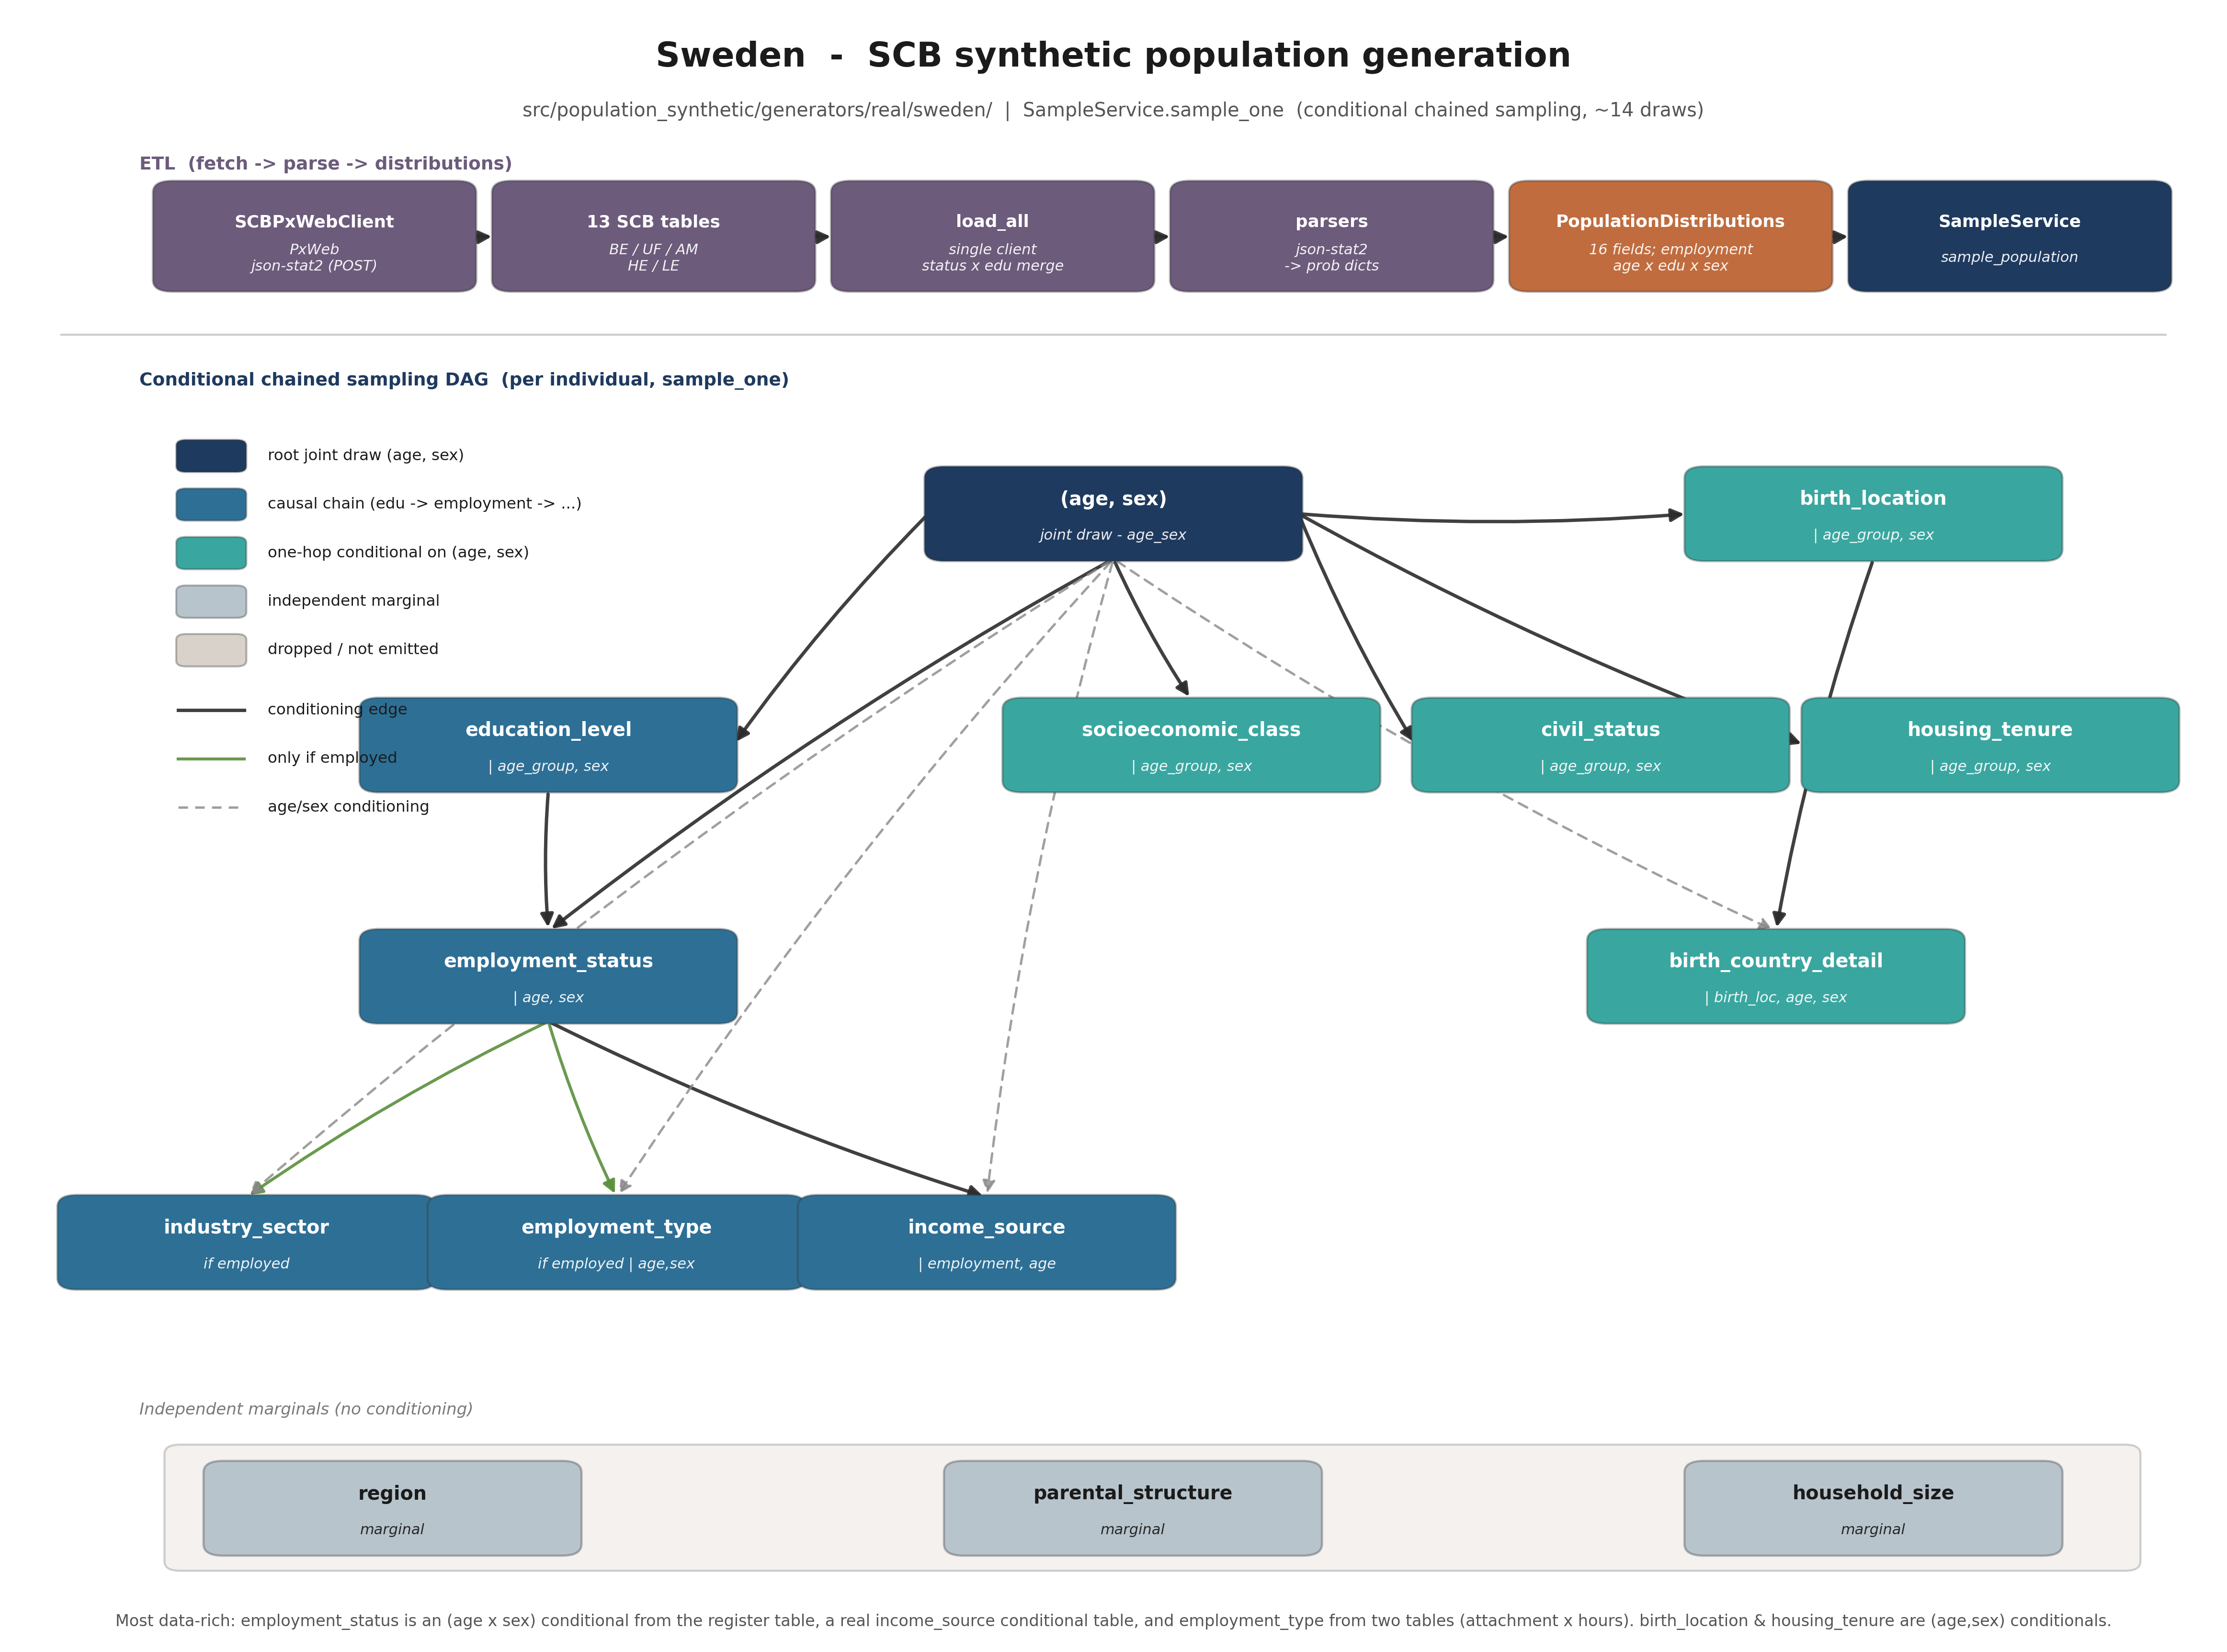 Sweden  -  SCB synthetic population generation
src/population_synthetic/generators/real/sweden/  |  SampleService.sample_one  (conditional chained sampling, ~14 draws)
ETL  (fetch -> parse -> distributions)
SCBPxWebClient
PxWeb
json-stat2 (POST)
13 SCB tables
BE / UF / AM
HE / LE
load_all
single client
status x edu merge
parsers
json-stat2
-> prob dicts
PopulationDistributions
16 fields; employment
age x edu x sex
SampleService
sample_population
Conditional chained sampling DAG  (per individual, sample_one)
root joint draw (age, sex)
causal chain (edu -> employment -> ...)
one-hop conditional on (age, sex)
independent marginal
dropped / not emitted
conditioning edge
only if employed
age/sex conditioning
(age, sex)
joint draw - age_sex
birth_location
| age_group, sex
education_level
| age_group, sex
socioeconomic_class
| age_group, sex
civil_status
| age_group, sex
housing_tenure
| age_group, sex
employment_status
| age, sex
birth_country_detail
| birth_loc, age, sex
industry_sector
if employed
employment_type
if employed | age,sex
income_source
| employment, age
Independent marginals (no conditioning)
region
marginal
parental_structure
marginal
household_size
marginal
Most data-rich: employment_status is an (age x sex) conditional from the register table, a real income_source conditional table, and employment_type from two tables (attachment x hours). birth_location & housing_tenure are (age,sex) conditionals.